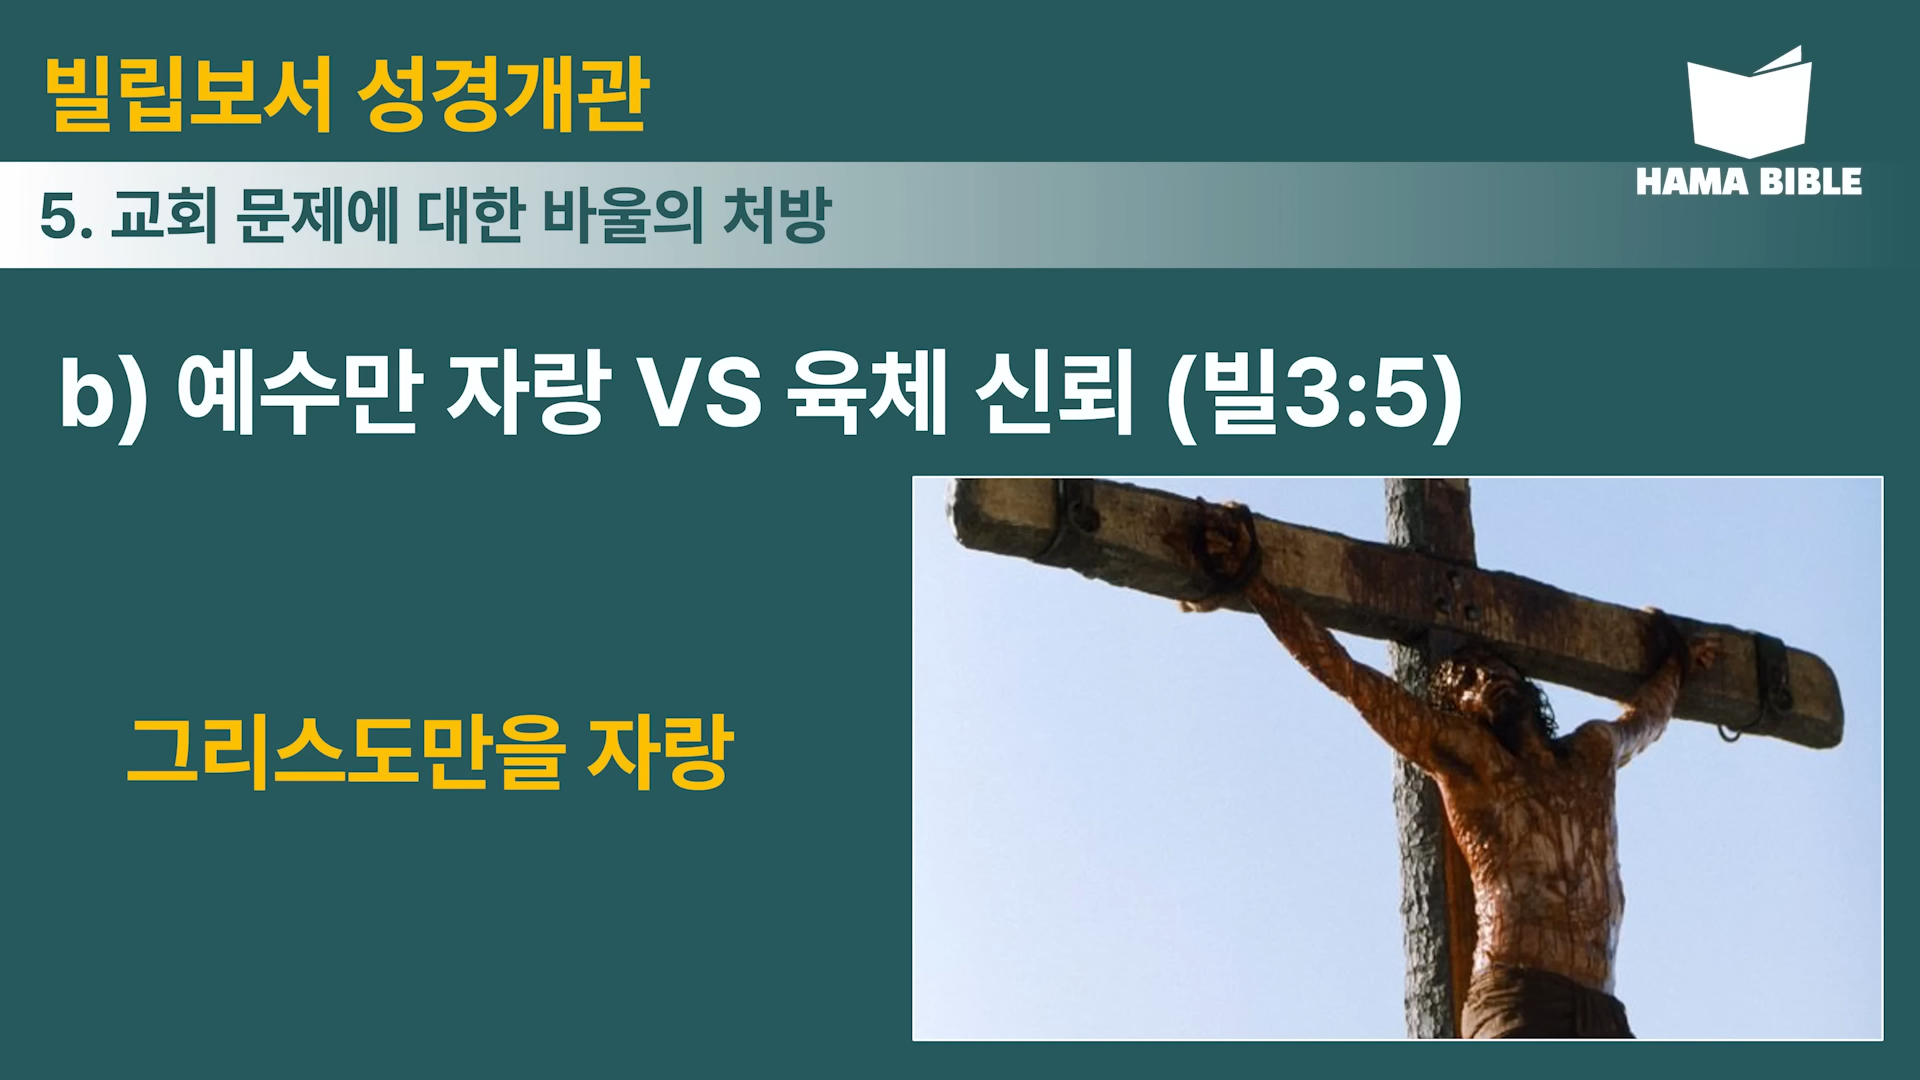 빌립보서 성경개관
HAMA BIBLE
5. 교회 문제에 대한 바울의 처방
b) 예수만 자랑 VS 육체 신뢰 (빌3:5)
그리스도만을 자랑